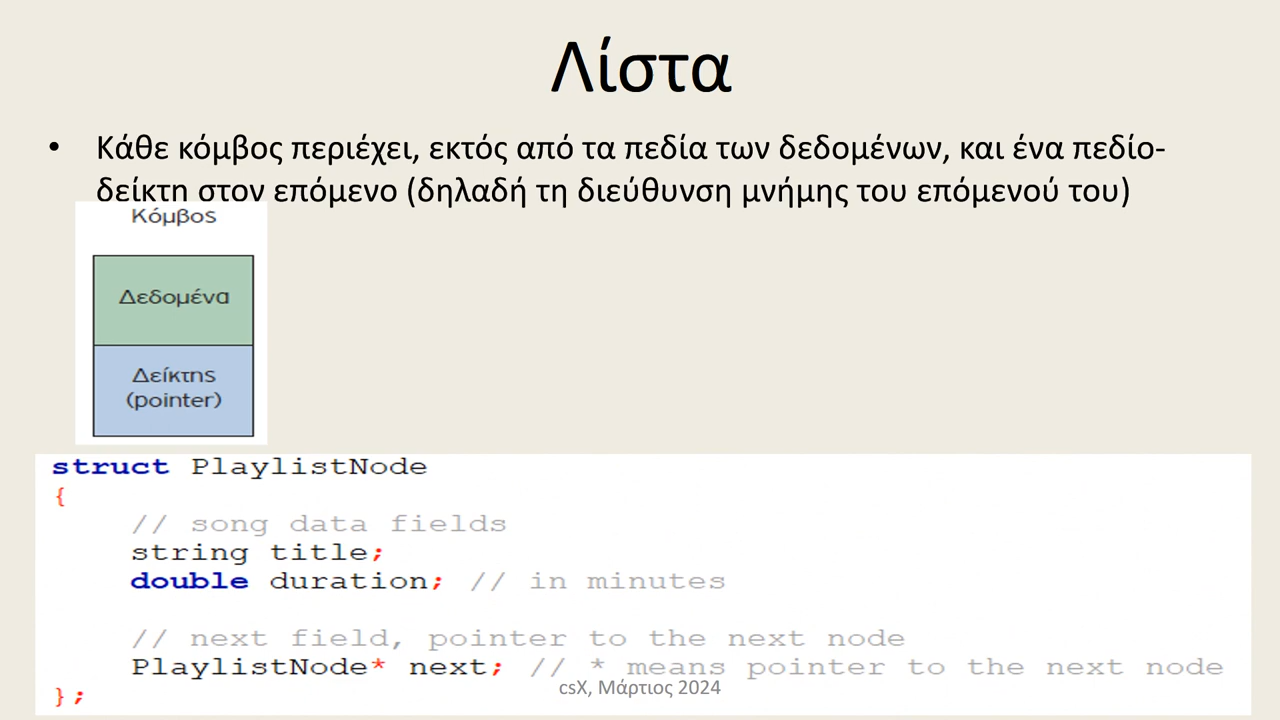 Λίστα
• Κάθε κόμβος περιέχει, εκτός από τα πεδία των δεδομένων, και ένα πεδίο-
δείκτη στον επόμενο (δηλαδή τη διεύθυνση μνήμης του επόμενού του)
Κόμβος
Δεδομένα
Δείκτης
(pointer)
struct PlaylistNode
{
// song data fields
string title;
double duration; // in minutes
// next field, pointer to the next node
PlaylistNode* next; // * means pointer to the next node
};
csX, Μάρτιος 2024